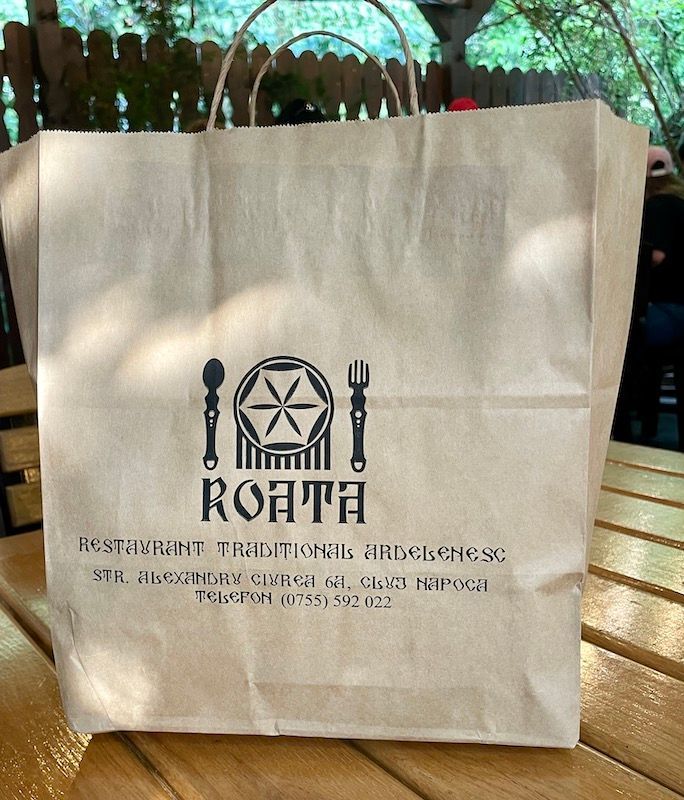 ROATA
RESTAURANT TRADITIONAL ARDELENESC
STR. ALEXANDRU CIUREA 6A, CLUJ NAPOCA
TELEFON (0755) 592 022